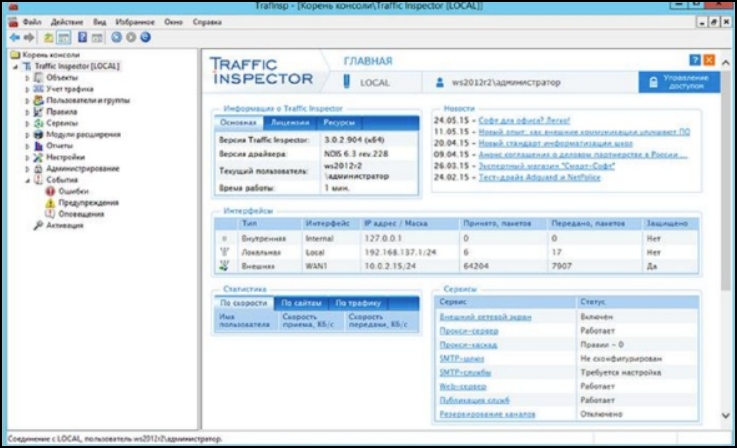 TrafInsp - [Корень консоли\Traffic Inspector [LOCAL]]
Файл Действие Вид Избранное Окно Справка
Корень консоли
Traffic Inspector [LOCAL]
Объекты
Учет трафика
Пользователи и группы
Правила
Сервисы
Модули расширения
Отчеты
Настройки
Администрирование
События
Ошибки
Предупреждения
Оповещения
Активация
TRAFFIC INSPECTOR
ГЛАВНАЯ
LOCAL
ws2012r2\администратор
Управление доступом
Информация о Traffic Inspector
Основная Лицензия Ресурсы
Версия Traffic Inspector: 3.0.2.904 (x64)
Версия драйвера: NDIS 6.3 rev.228
Текущий пользователь: ws2012r2\администратор
Время работы: 1 мин.
Новости
24.05.15 - Софт для офиса? Легко!
11.05.15 - Новый опыт: как внешние коммуникации улучшают ПО
20.04.15 - Новый стандарт информатизации школ
09.04.15 - Анонс соглашения о деловом партнерстве в России ...
26.03.15 - Экспертный магазин "Смарт-Софт"
24.02.15 - Тест-драйв Adguard и NetPolice
Интерфейсы
Тип Интерфейс IP адрес / Маска Принято, пакетов Передано, пакетов Защищено
Внутренняя Internal 127.0.0.1 0 0 Нет
Локальная Local 192.168.137.1/24 6 17 Нет
Внешняя WAN1 10.0.2.15/24 64204 7907 Да
Статистика
По скорости По сайтам По трафику
Имя пользователя Скорость приема, Кб/с Скорость передачи, Кб/с
Сервисы
Сервис Статус
Внешний сетевой экран Включен
Прокси-сервер Работает
Прокси-каскад Правил - 0
SMTP-шлюз Не сконфигурирован
SMTP-службы Требуется настройка
Web-сервер Работает
Публикация служб Работает
Резервирование каналов Отключено
Соединение с LOCAL, пользователь ws2012r2\администратор.